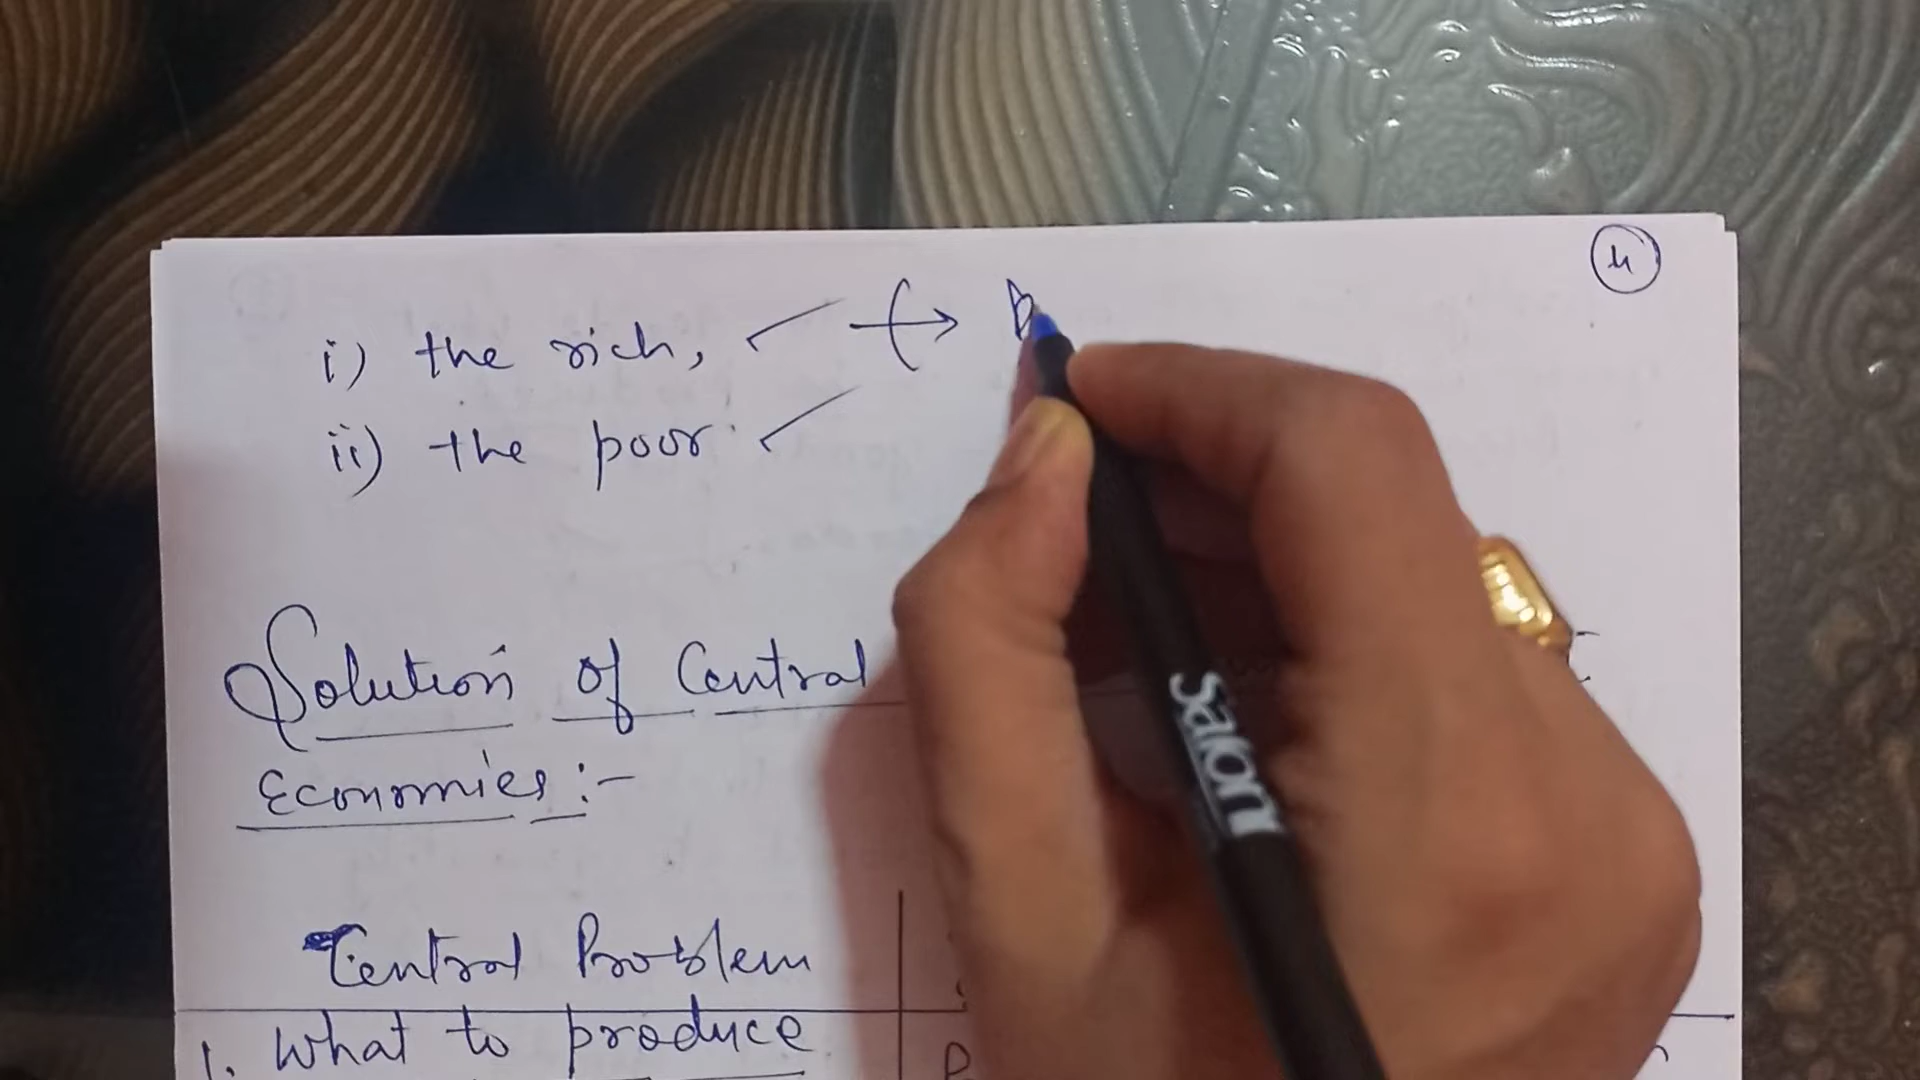 4
i) the rich,
ii) the poor
Solution of Central
Economies :-
Central Problem
1. What to produce
Saloni